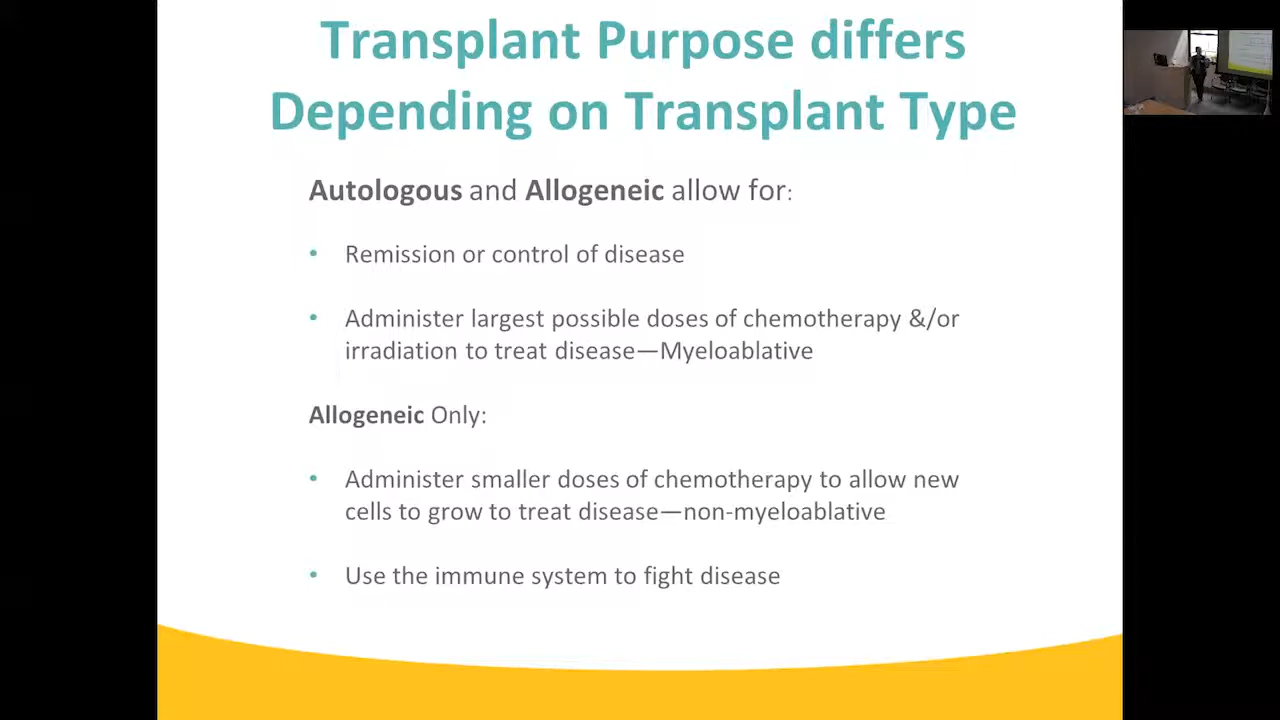 Transplant Purpose differs
Depending on Transplant Type
Autologous and Allogeneic allow for:
• Remission or control of disease
• Administer largest possible doses of chemotherapy &/or
irradiation to treat disease—Myeloablative
Allogeneic Only:
• Administer smaller doses of chemotherapy to allow new
cells to grow to treat disease—non-myeloablative
• Use the immune system to fight disease